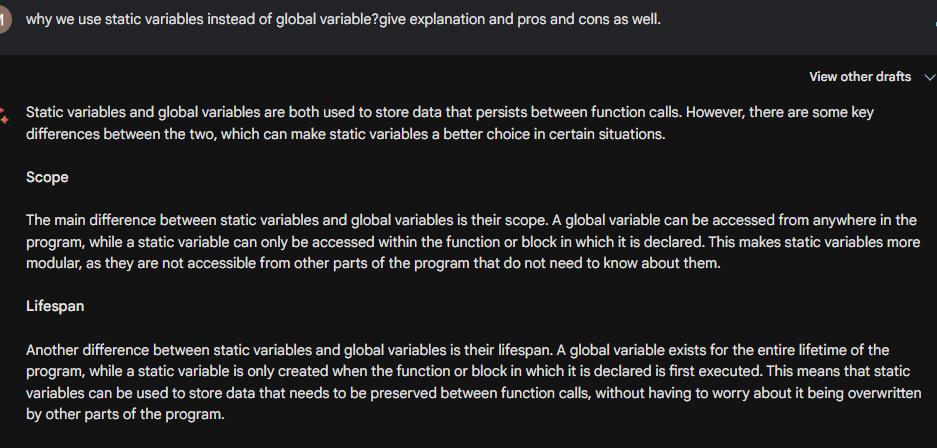 why we use static variables instead of global variable?give explanation and pros and cons as well.
View other drafts
Static variables and global variables are both used to store data that persists between function calls. However, there are some key
differences between the two, which can make static variables a better choice in certain situations.
Scope
The main difference between static variables and global variables is their scope. A global variable can be accessed from anywhere in the
program, while a static variable can only be accessed within the function or block in which it is declared. This makes static variables more
modular, as they are not accessible from other parts of the program that do not need to know about them.
Lifespan
Another difference between static variables and global variables is their lifespan. A global variable exists for the entire lifetime of the
program, while a static variable is only created when the function or block in which it is declared is first executed. This means that static
variables can be used to store data that needs to be preserved between function calls, without having to worry about it being overwritten
by other parts of the program.